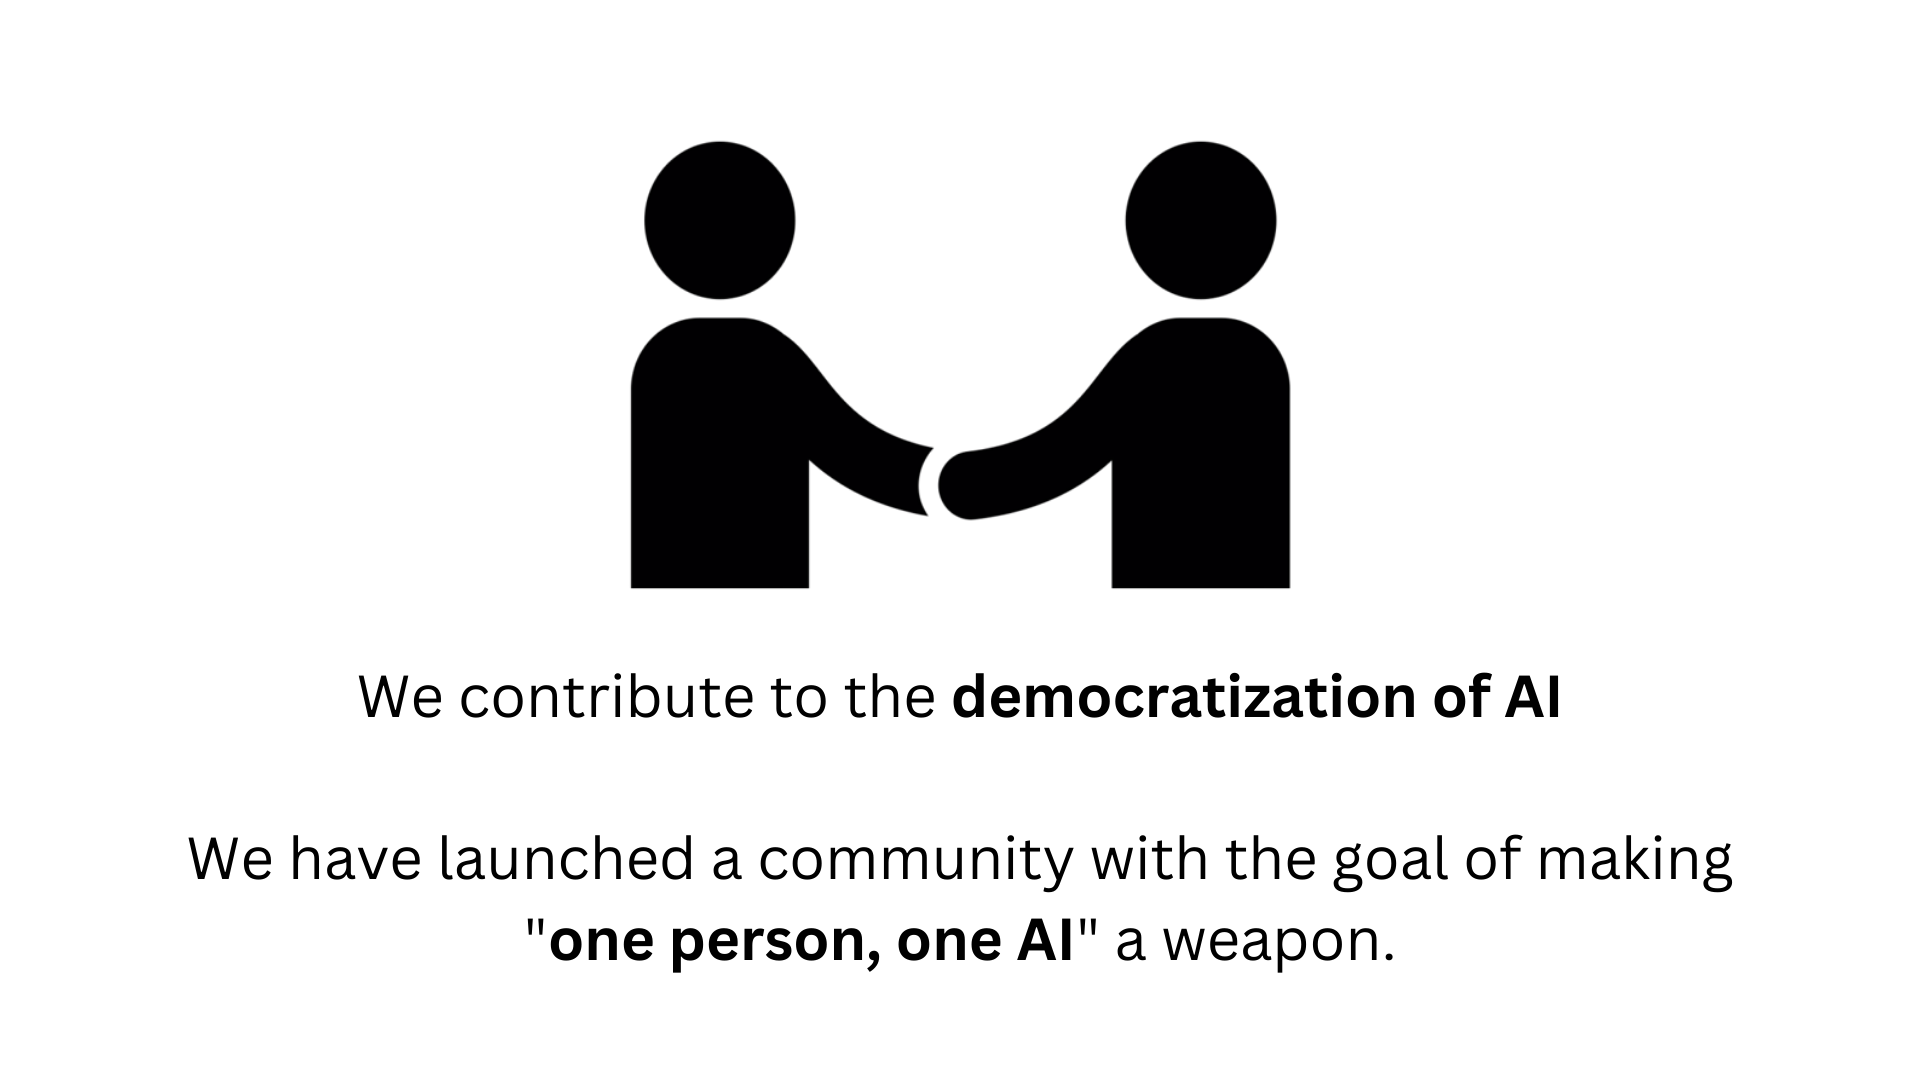 We contribute to the democratization of AI
We have launched a community with the goal of making
"one person, one AI" a weapon.